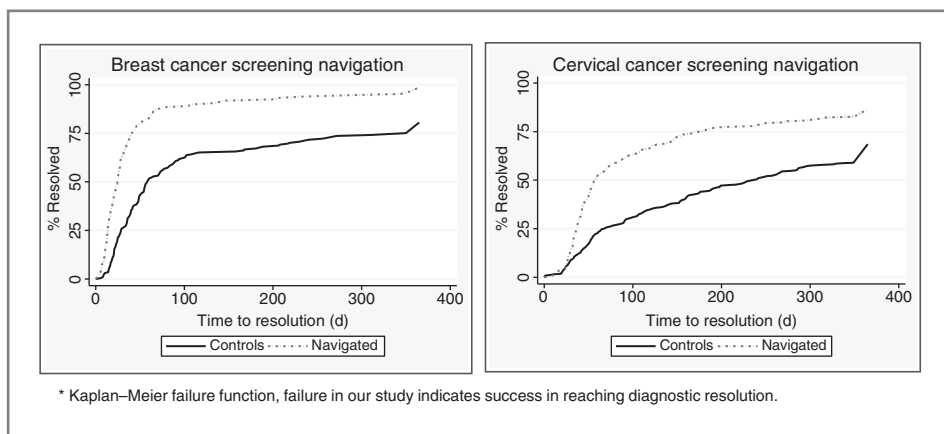 Breast cancer screening navigation
% Resolved
100
75
50
25
0
0 100 200 300 400
Time to resolution (d)
Controls Navigated
Cervical cancer screening navigation
% Resolved
100
75
50
25
0
0 100 200 300 400
Time to resolution (d)
Controls Navigated
* Kaplan–Meier failure function, failure in our study indicates success in reaching diagnostic resolution.